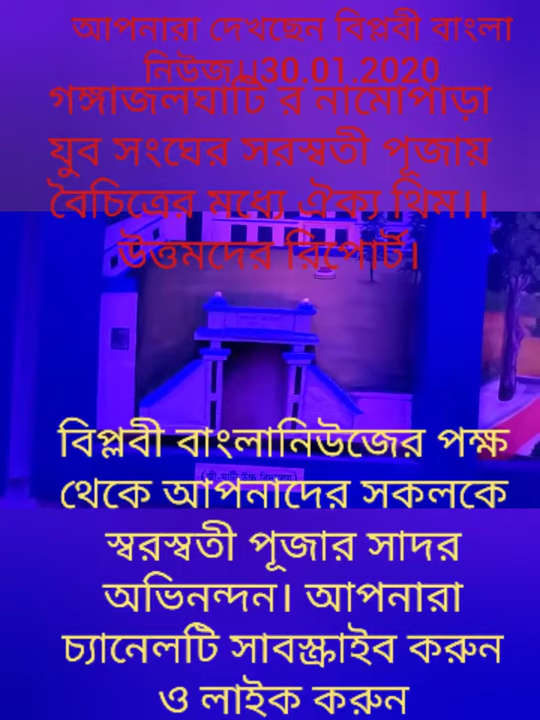 আপনারা দেখছেন বিপ্লবী বাংলা
নিউজ।।30.01.2020
গঙ্গাজলঘাটি র নামোপাড়া
যুব সংঘের সরস্বতী পূজায়
বৈচিত্রের মধ্যে ঐক্য থিম।।
উত্তমদের রিপোর্ট।
বিপ্লবী বাংলানিউজের পক্ষ
থেকে আপনাদের সকলকে
স্বরস্বতী পূজার সাদর
অভিনন্দন। আপনারা
চ্যানেলটি সাবস্ক্রাইব করুন
ও লাইক করুন